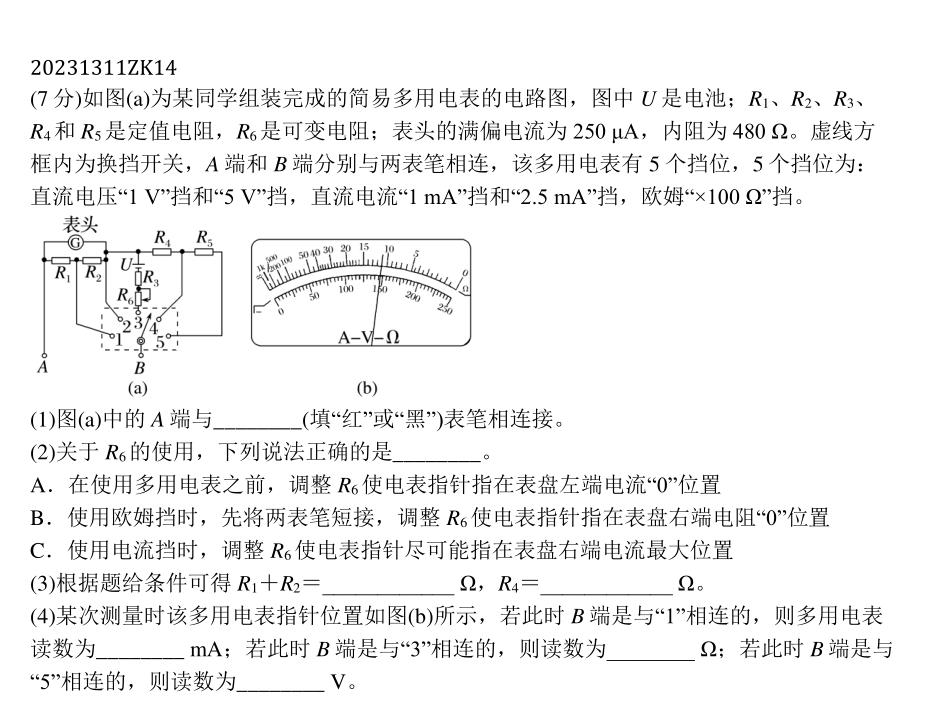 20231311ZK14
(7 分)如图(a)为某同学组装完成的简易多用电表的电路图，图中 U 是电池；R1、R2、R3、
R4 和 R5 是定值电阻，R6 是可变电阻；表头的满偏电流为 250 μA，内阻为 480 Ω。虚线方
框内为换挡开关，A 端和 B 端分别与两表笔相连，该多用电表有 5 个挡位，5 个挡位为：
直流电压“1 V”挡和“5 V”挡，直流电流“1 mA”挡和“2.5 mA”挡，欧姆“×100 Ω”挡。
表头
G
R4 R5
R1 R2 U R3
R6
2 3 4
1 5
A B
(a)
∞ 1k 500 200 100 50 40 30 20 15 10 5 0 Ω
0 50 100 150 200 250
A–V–Ω
(b)
(1)图(a)中的 A 端与________(填“红”或“黑”)表笔相连接。
(2)关于 R6 的使用，下列说法正确的是________。
A．在使用多用电表之前，调整 R6 使电表指针指在表盘左端电流“0”位置
B．使用欧姆挡时，先将两表笔短接，调整 R6 使电表指针指在表盘右端电阻“0”位置
C．使用电流挡时，调整 R6 使电表指针尽可能指在表盘右端电流最大位置
(3)根据题给条件可得 R1＋R2＝____________ Ω，R4＝____________ Ω。
(4)某次测量时该多用电表指针位置如图(b)所示，若此时 B 端是与“1”相连的，则多用电表
读数为________ mA；若此时 B 端是与“3”相连的，则读数为________ Ω；若此时 B 端是与
“5”相连的，则读数为________ V。